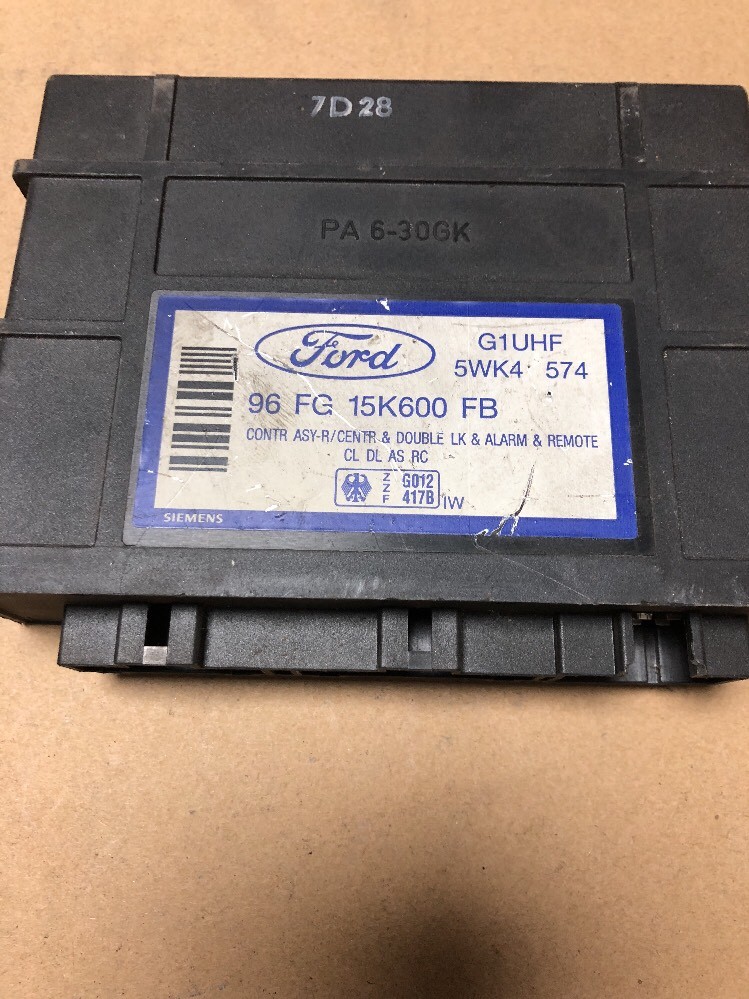 7D28
PA 6-30GK
Ford
G1UHF
5WK4 574
96 FG 15K600 FB
CONTR ASY-R/CENTR & DOUBLE LK & ALARM & REMOTE
CL DL AS RC
ZZF
G012
417B
IW
SIEMENS